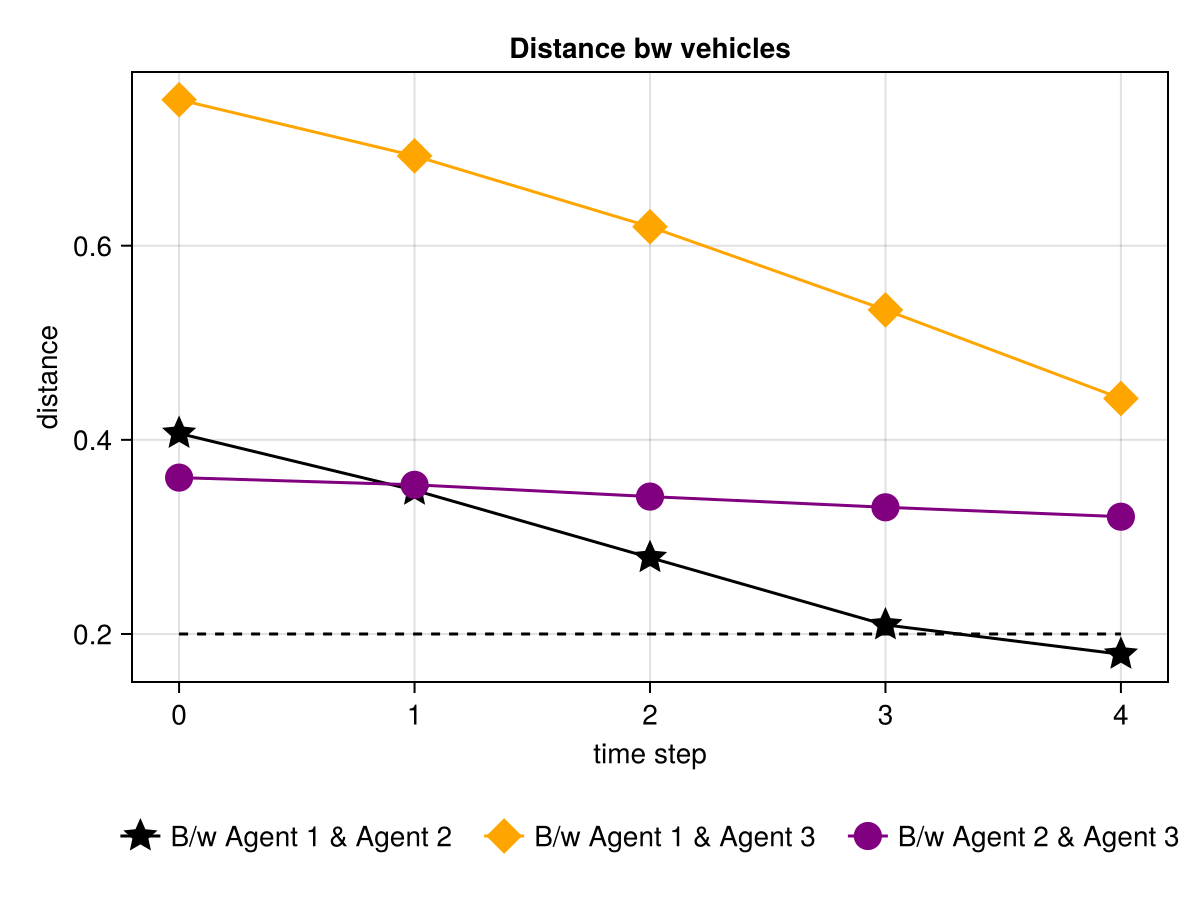 Distance bw vehicles
0.6
0.4
0.2
distance
0 1 2 3 4
time step
B/w Agent 1 & Agent 2 B/w Agent 1 & Agent 3 B/w Agent 2 & Agent 3